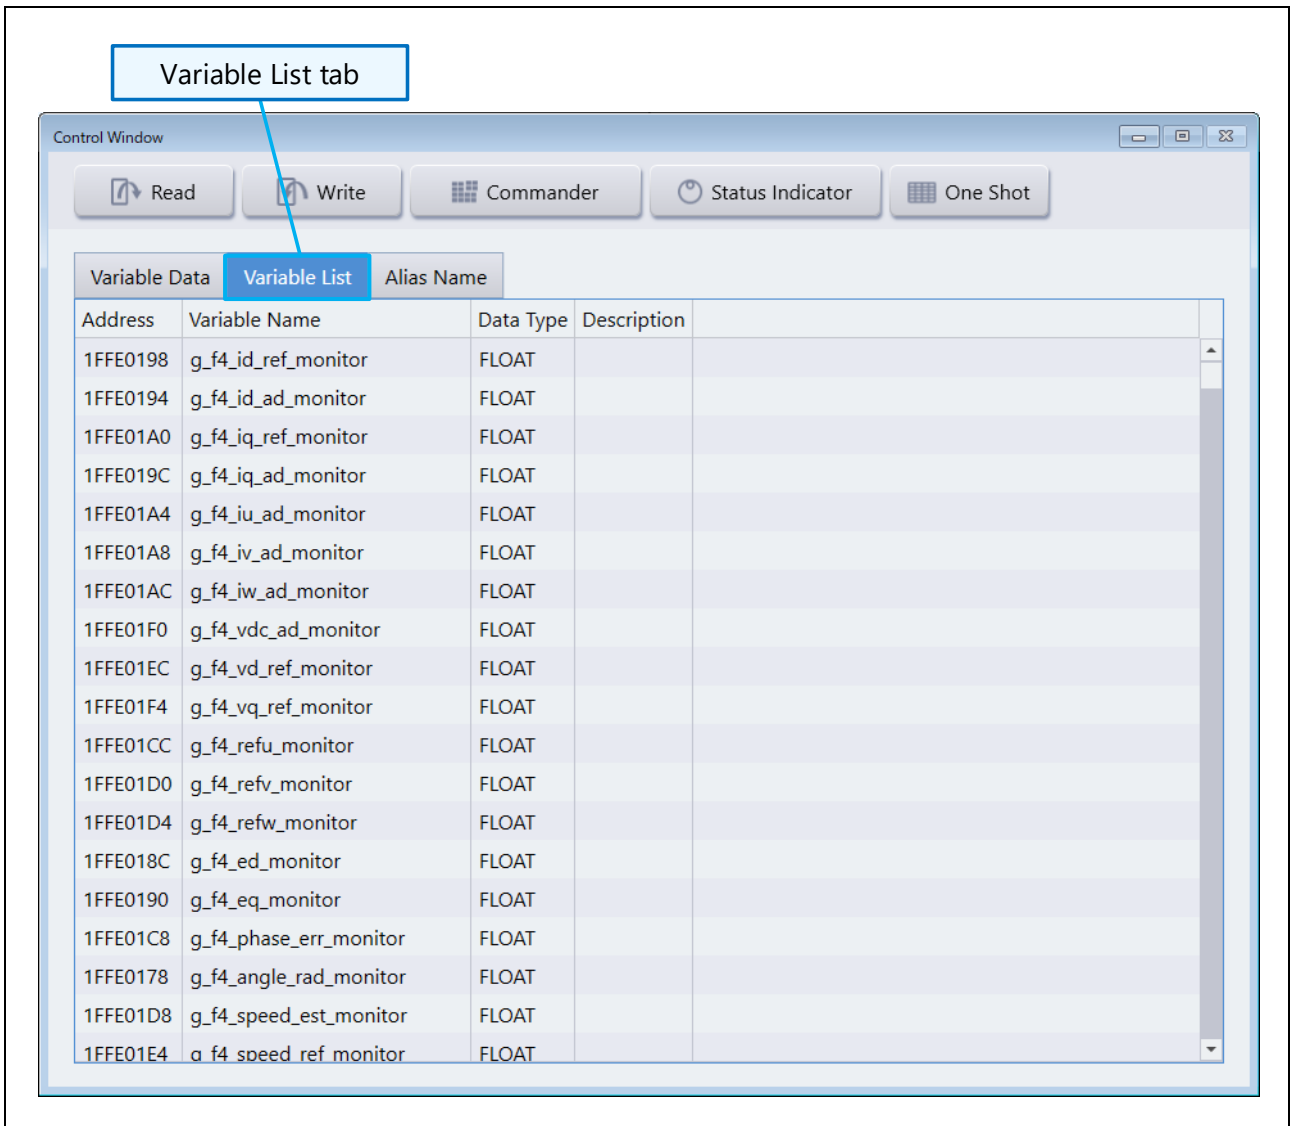 Variable List tab
Control Window
Read Write Commander Status Indicator One Shot
Variable Data Variable List Alias Name
Address Variable Name Data Type Description
1FFE0198 g_f4_id_ref_monitor FLOAT
1FFE0194 g_f4_id_ad_monitor FLOAT
1FFE01A0 g_f4_iq_ref_monitor FLOAT
1FFE019C g_f4_iq_ad_monitor FLOAT
1FFE01A4 g_f4_iu_ad_monitor FLOAT
1FFE01A8 g_f4_iv_ad_monitor FLOAT
1FFE01AC g_f4_iw_ad_monitor FLOAT
1FFE01F0 g_f4_vdc_ad_monitor FLOAT
1FFE01EC g_f4_vd_ref_monitor FLOAT
1FFE01F4 g_f4_vq_ref_monitor FLOAT
1FFE01CC g_f4_refu_monitor FLOAT
1FFE01D0 g_f4_refv_monitor FLOAT
1FFE01D4 g_f4_refw_monitor FLOAT
1FFE018C g_f4_ed_monitor FLOAT
1FFE0190 g_f4_eq_monitor FLOAT
1FFE01C8 g_f4_phase_err_monitor FLOAT
1FFE0178 g_f4_angle_rad_monitor FLOAT
1FFE01D8 g_f4_speed_est_monitor FLOAT
1FFE01E4 g_f4_speed_ref_monitor FLOAT